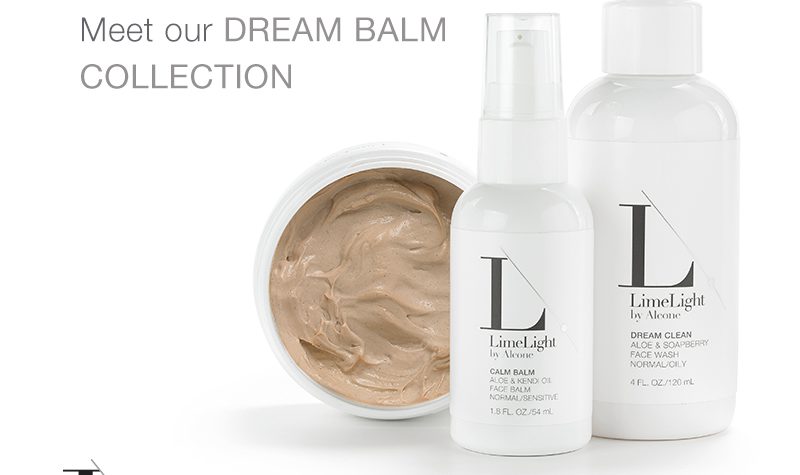 Meet our DREAM BALM
COLLECTION
L
LimeLight
by Alcone
CALM BALM
ALOE & KENDI OIL
FACE BALM
NORMAL/SENSITIVE
1.8 FL. OZ./54 mL
L
LimeLight
by Alcone
DREAM CLEAN
ALOE & SOAPBERRY
FACE WASH
NORMAL/OILY
4 FL. OZ./120 mL